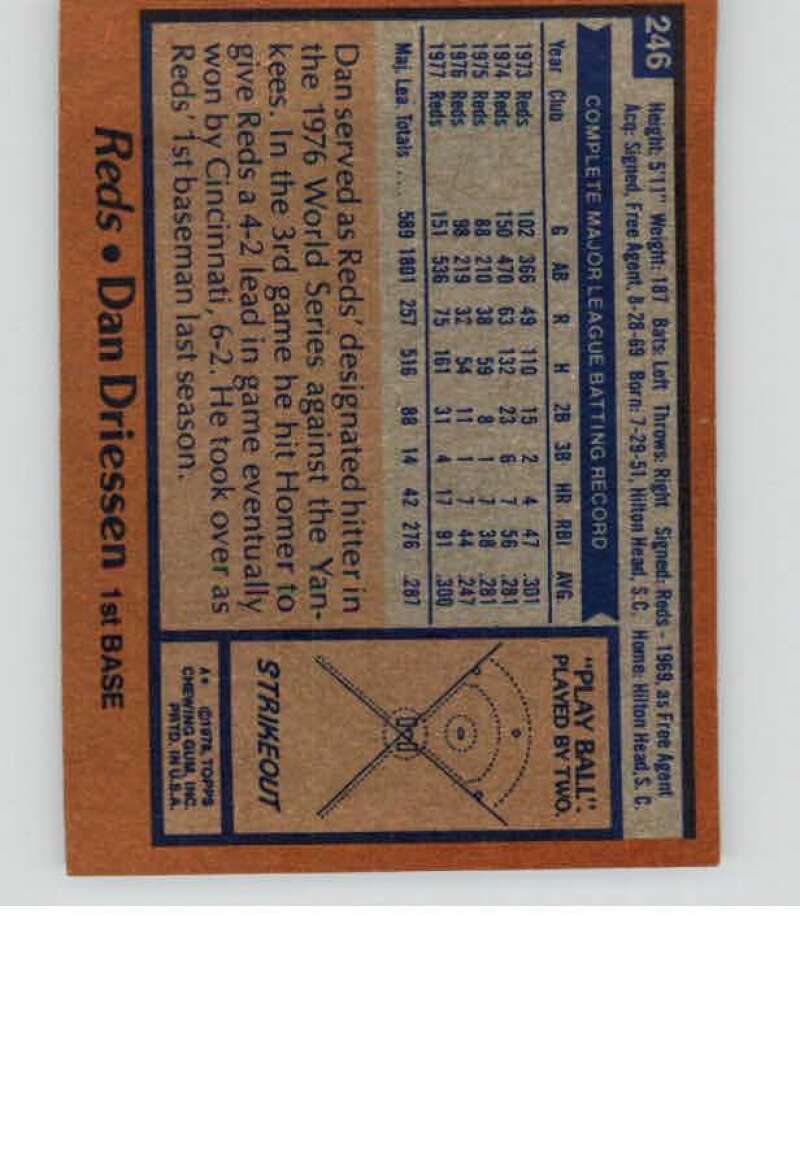 246
Height: 5'11" Weight: 187 Bats: Left Throws: Right Signed: Reds - 1969, as Free Agent
Acq: Signed, Free Agent, 8-28-69 Born: 7-29-51, Hilton Head, S.C. Home: Hilton Head, S. C.
COMPLETE MAJOR LEAGUE BATTING RECORD
Year Club G AB R H 2B 3B HR RBI AVG.
1973 Reds 102 366 49 110 15 2 4 47 .301
1974 Reds 150 470 63 132 23 6 7 56 .281
1975 Reds 88 210 38 59 8 1 7 38 .281
1976 Reds 98 219 32 54 11 1 7 44 .247
1977 Reds 151 536 75 161 31 4 17 91 .300
Maj. Lea. Totals .... 589 1801 257 516 88 14 42 276 .287
Dan served as Reds' designated hitter in
the 1976 World Series against the Yan-
kees. In the 3rd game he hit Homer to
give Reds a 4-2 lead in game eventually
won by Cincinnati, 6-2. He took over as
Reds' 1st baseman last season.
"PLAY BALL":
PLAYED BY TWO.
STRIKEOUT
A* ©1978, TOPPS
CHEWING GUM, INC.
PRTD. IN U.S.A.
Reds • Dan Driessen 1st BASE